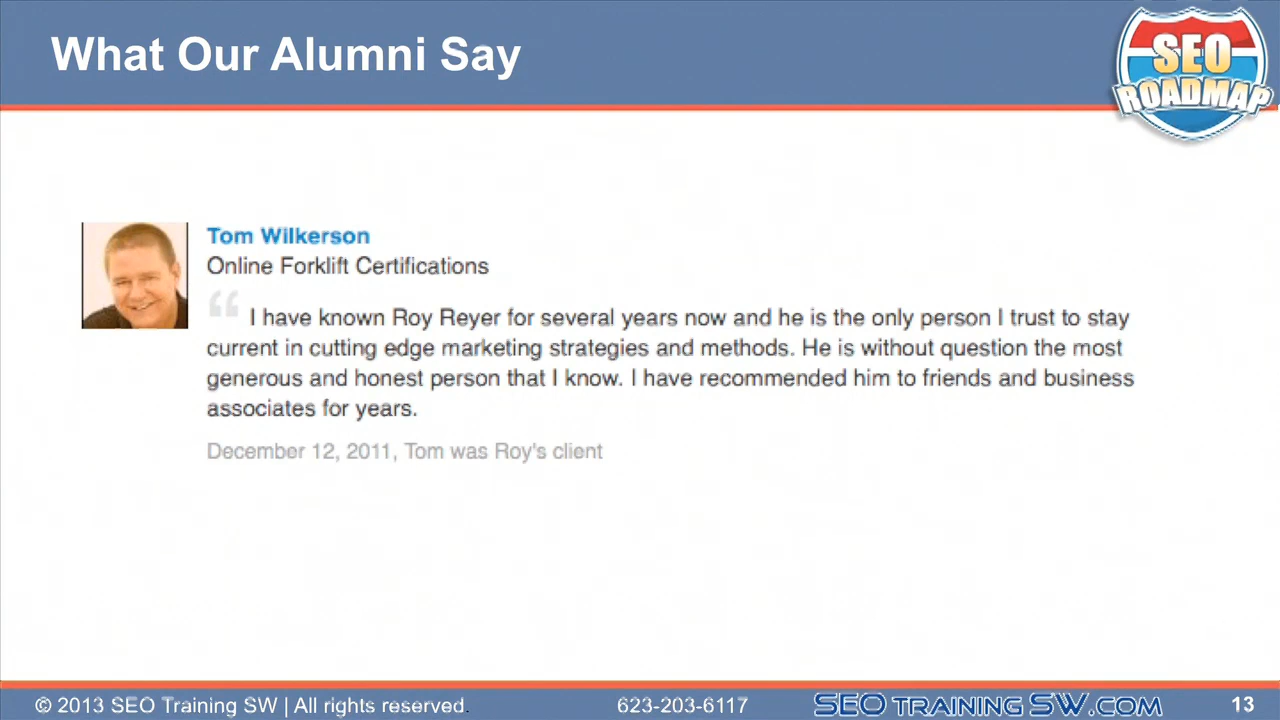 What Our Alumni Say
SEO
ROADMAP
Tom Wilkerson
Online Forklift Certifications
“ I have known Roy Reyer for several years now and he is the only person I trust to stay
current in cutting edge marketing strategies and methods. He is without question the most
generous and honest person that I know. I have recommended him to friends and business
associates for years.
December 12, 2011, Tom was Roy's client
© 2013 SEO Training SW | All rights reserved. 623-203-6117 SEO TRAINING SW.COM 13